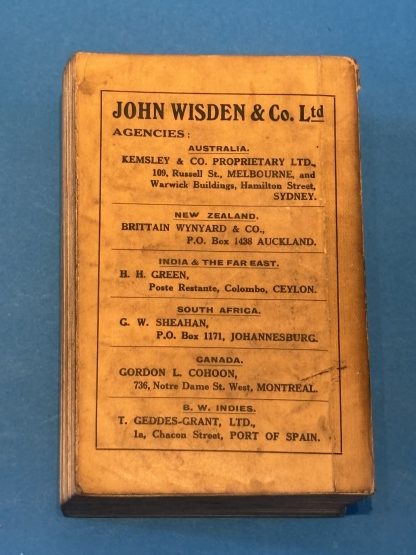 JOHN WISDEN & Co. Ltd
AGENCIES:
AUSTRALIA.
KEMSLEY & CO. PROPRIETARY LTD.,
109, Russell St., MELBOURNE, and
Warwick Buildings, Hamilton Street,
SYDNEY.
NEW ZEALAND.
BRITTAIN WYNYARD & CO.,
P.O. Box 1438 AUCKLAND.
INDIA & THE FAR EAST.
H. H. GREEN,
Poste Restante, Colombo, CEYLON.
SOUTH AFRICA.
G. W. SHEAHAN,
P.O. Box 1171, JOHANNESBURG.
CANADA.
GORDON L. COHOON,
736, Notre Dame St. West, MONTREAL.
B. W. INDIES.
T. GEDDES-GRANT, LTD.,
1a, Chacon Street, PORT OF SPAIN.